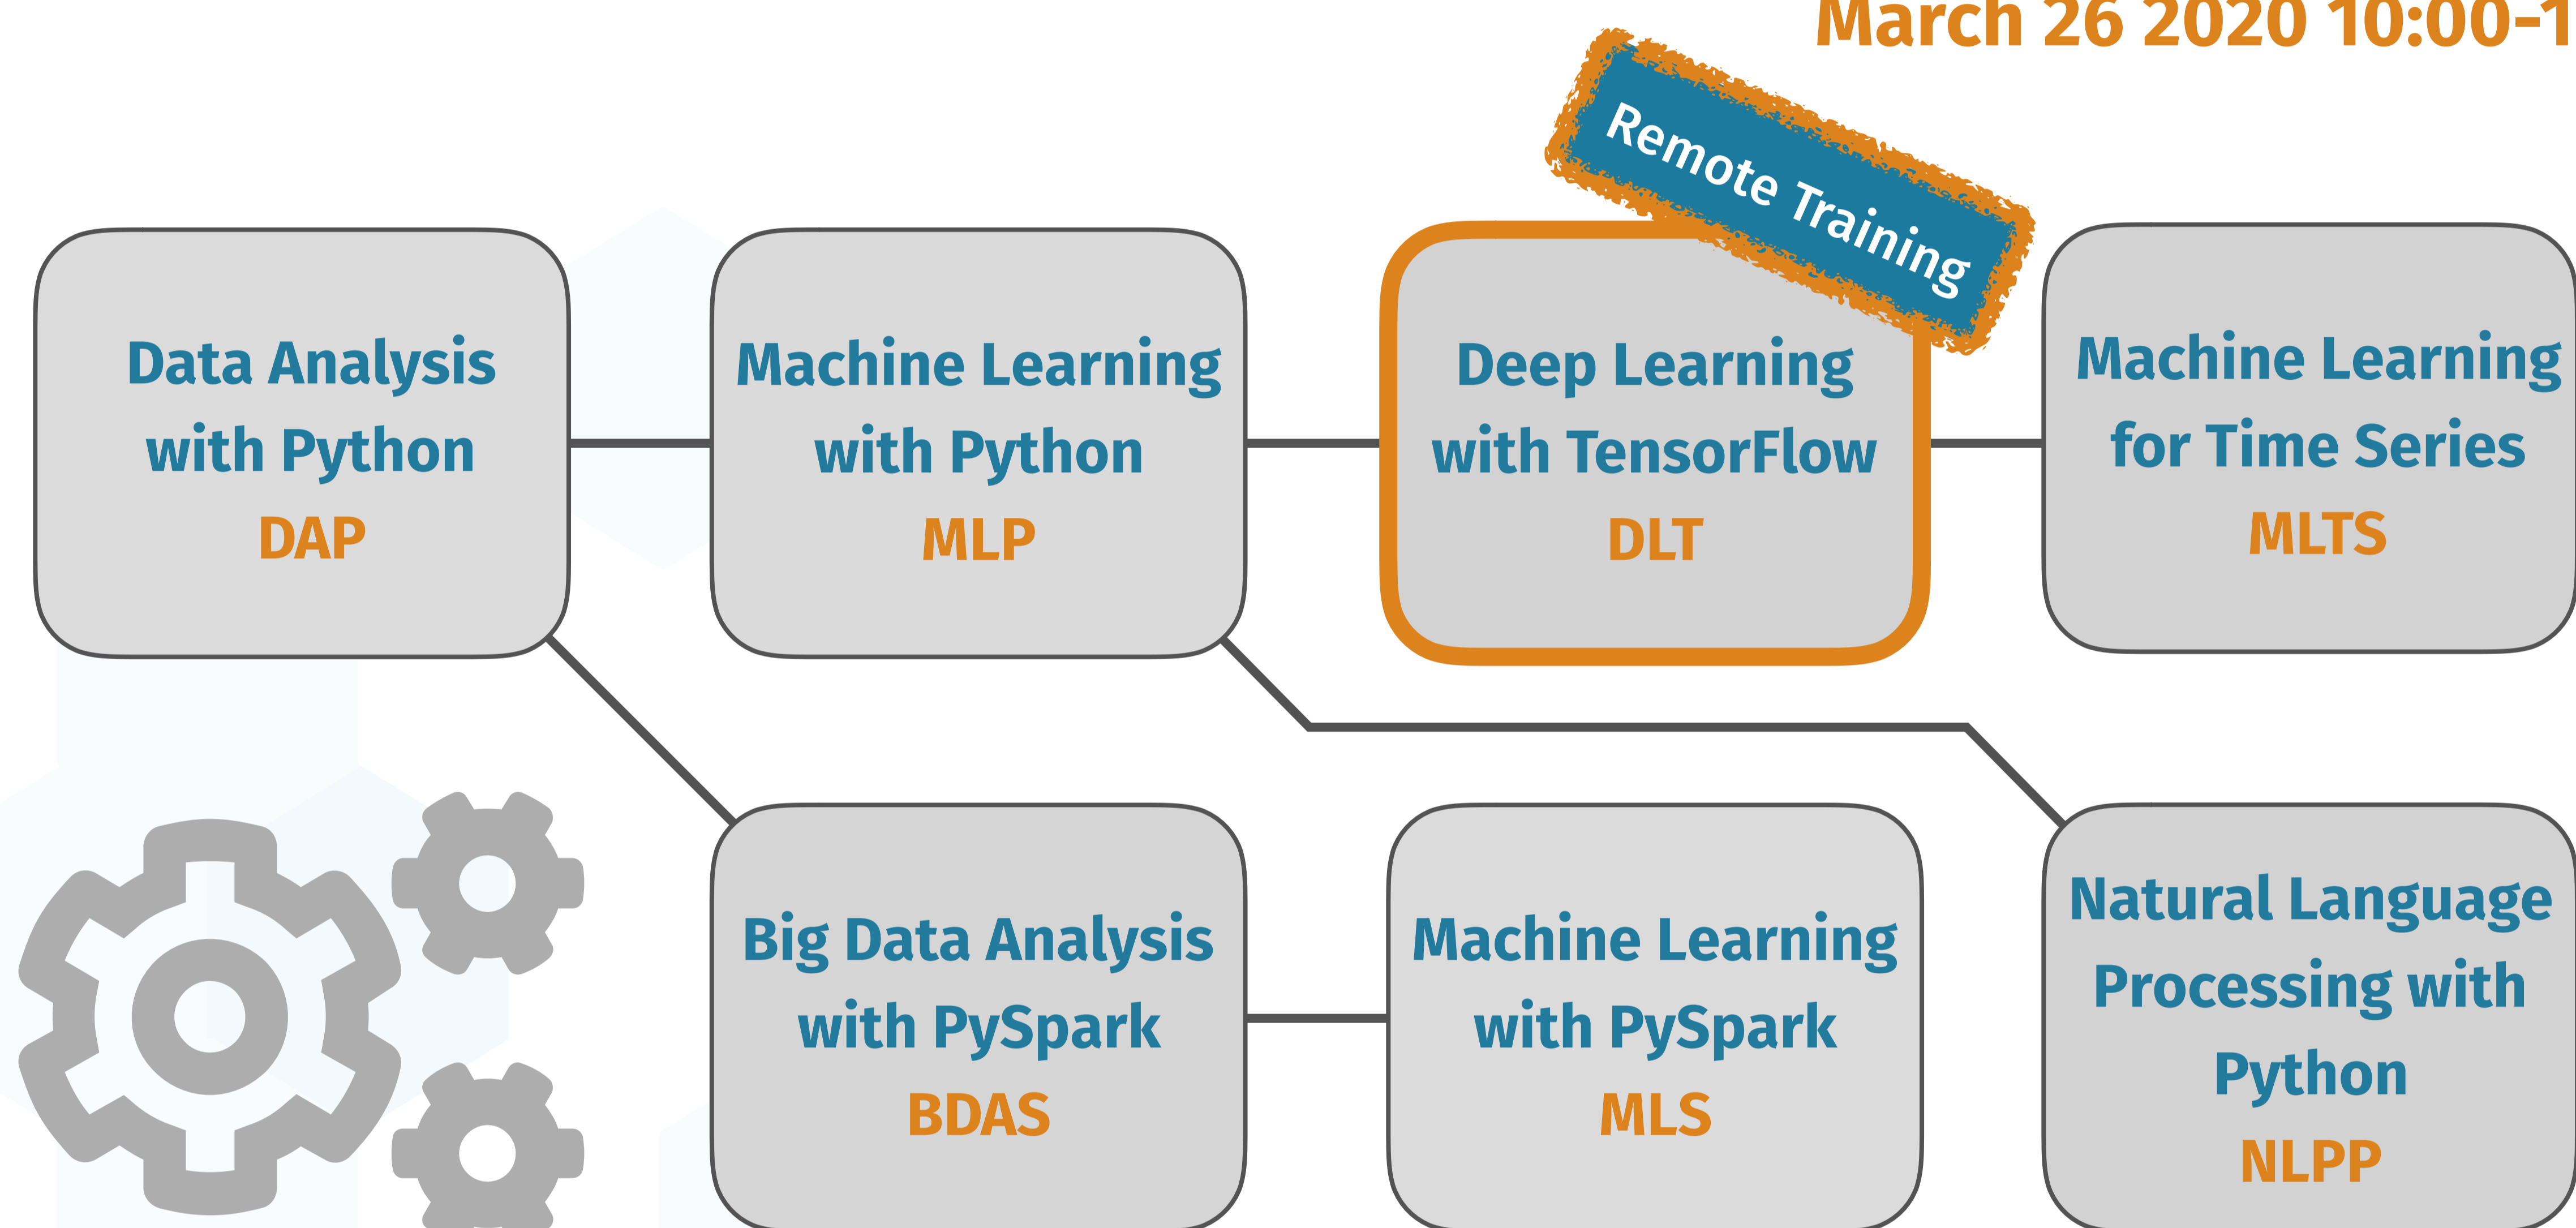 March 26 2020 10:00-1
Remote Training
Data Analysis
with Python
DAP
Machine Learning
with Python
MLP
Deep Learning
with TensorFlow
DLT
Machine Learning
for Time Series
MLTS
Big Data Analysis
with PySpark
BDAS
Machine Learning
with PySpark
MLS
Natural Language
Processing with
Python
NLPP